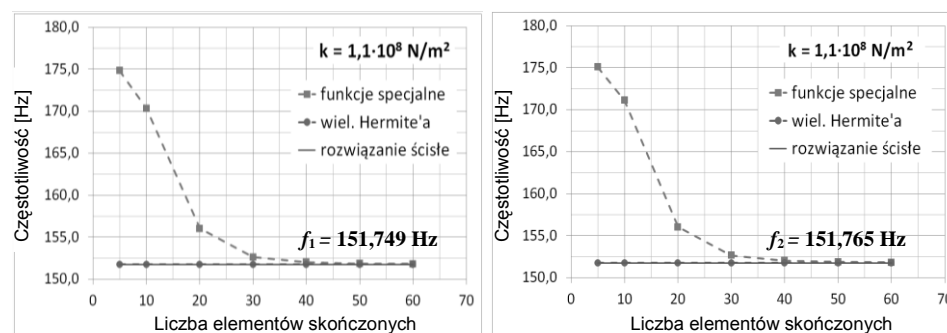 180,0
175,0
170,0
165,0
160,0
155,0
150,0
Częstotliwość [Hz]
k = 1,1·10⁸ N/m²
funkcje specjalne
wiel. Hermite'a
rozwiązanie ścisłe
f₁ = 151,749 Hz
0 10 20 30 40 50 60 70
Liczba elementów skończonych
180,0
175,0
170,0
165,0
160,0
155,0
150,0
Częstotliwość [Hz]
k = 1,1·10⁸ N/m²
funkcje specjalne
wiel. Hermite'a
rozwiązanie ścisłe
f₂ = 151,765 Hz
0 10 20 30 40 50 60 70
Liczba elementów skończonych